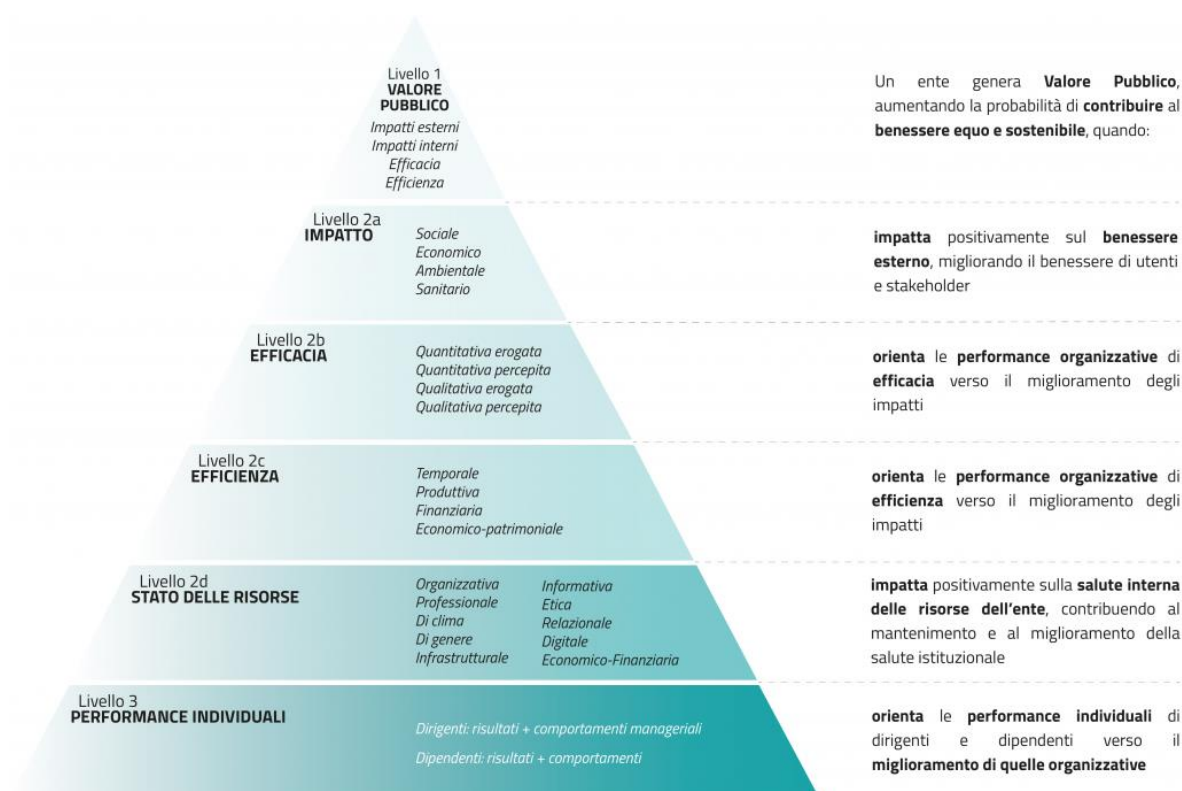 Livello 1
VALORE
PUBBLICO
Impatti esterni
Impatti interni
Efficacia
Efficienza
Un ente genera Valore Pubblico,
aumentando la probabilità di contribuire al
benessere equo e sostenibile, quando:
Livello 2a
IMPATTO
Sociale
Economico
Ambientale
Sanitario
impatta positivamente sul benessere
esterno, migliorando il benessere di utenti
e stakeholder
Livello 2b
EFFICACIA
Quantitativa erogata
Quantitativa percepita
Qualitativa erogata
Qualitativa percepita
orienta le performance organizzative di
efficacia verso il miglioramento degli
impatti
Livello 2c
EFFICIENZA
Temporale
Produttiva
Finanziaria
Economico-patrimoniale
orienta le performance organizzative di
efficienza verso il miglioramento degli
impatti
Livello 2d
STATO DELLE RISORSE
Organizzativa
Professionale
Di clima
Di genere
Infrastrutturale
Informativa
Etica
Relazionale
Digitale
Economico-Finanziaria
impatta positivamente sulla salute interna
delle risorse dell'ente, contribuendo al
mantenimento e al miglioramento della
salute istituzionale
Livello 3
PERFORMANCE INDIVIDUALI
Dirigenti: risultati + comportamenti manageriali
Dipendenti: risultati + comportamenti
orienta le performance individuali di
dirigenti e dipendenti verso il
miglioramento di quelle organizzative